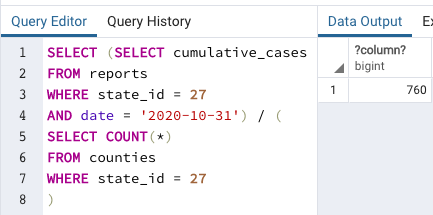 Query Editor Query History
1 SELECT (SELECT cumulative_cases
2 FROM reports
3 WHERE state_id = 27
4 AND date = '2020-10-31') / (
5 SELECT COUNT(*)
6 FROM counties
7 WHERE state_id = 27
8 )
Data Output Ex
?column?
bigint
1 760